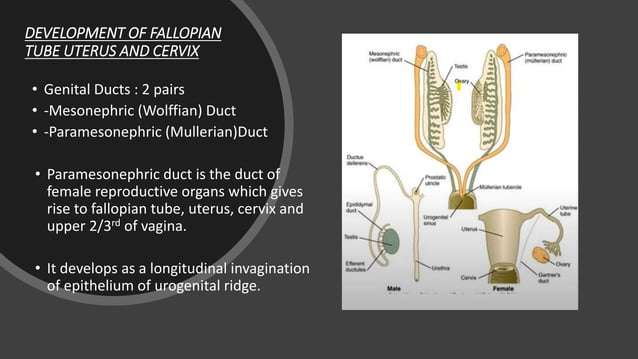 DEVELOPMENT OF FALLOPIAN
TUBE UTERUS AND CERVIX
• Genital Ducts : 2 pairs
• -Mesonephric (Wolffian) Duct
• -Paramesonephric (Mullerian)Duct
• Paramesonephric duct is the duct of
female reproductive organs which gives
rise to fallopian tube, uterus, cervix and
upper 2/3rd of vagina.
• It develops as a longitudinal invagination
of epithelium of urogenital ridge.
Mesonephric
(wolffian) duct
Testis
Ovary
Paramesonephric
(müllerian) duct
Ductus
deferens
Prostatic
utricle
Müllerian tubercle
Urogenital
sinus
Uterus
Uterine
tube
Epididymal
duct
Testis
Efferent
ductules
Urethra
Cervix
Ovary
Gartner's
duct
Male
Female